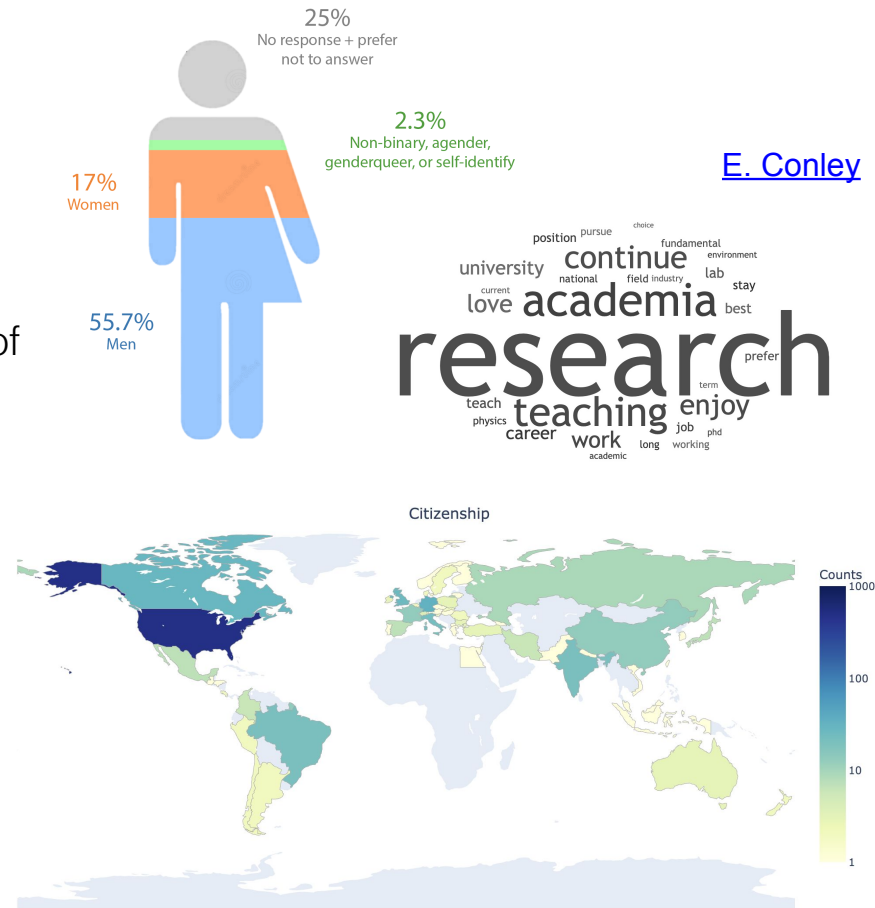 25%
No response + prefer
not to answer
2.3%
Non-binary, agender,
genderqueer, or self-identify
E. Conley
17%
Women
55.7%
Men
of
choice
position pursue
fundamental
continue
environment
university
national field industry lab
stay
current
love academia best
research
prefer
term
teach teaching enjoy
physics
job phd
career work long working
academic
Citizenship
Counts
1000
100
10
1